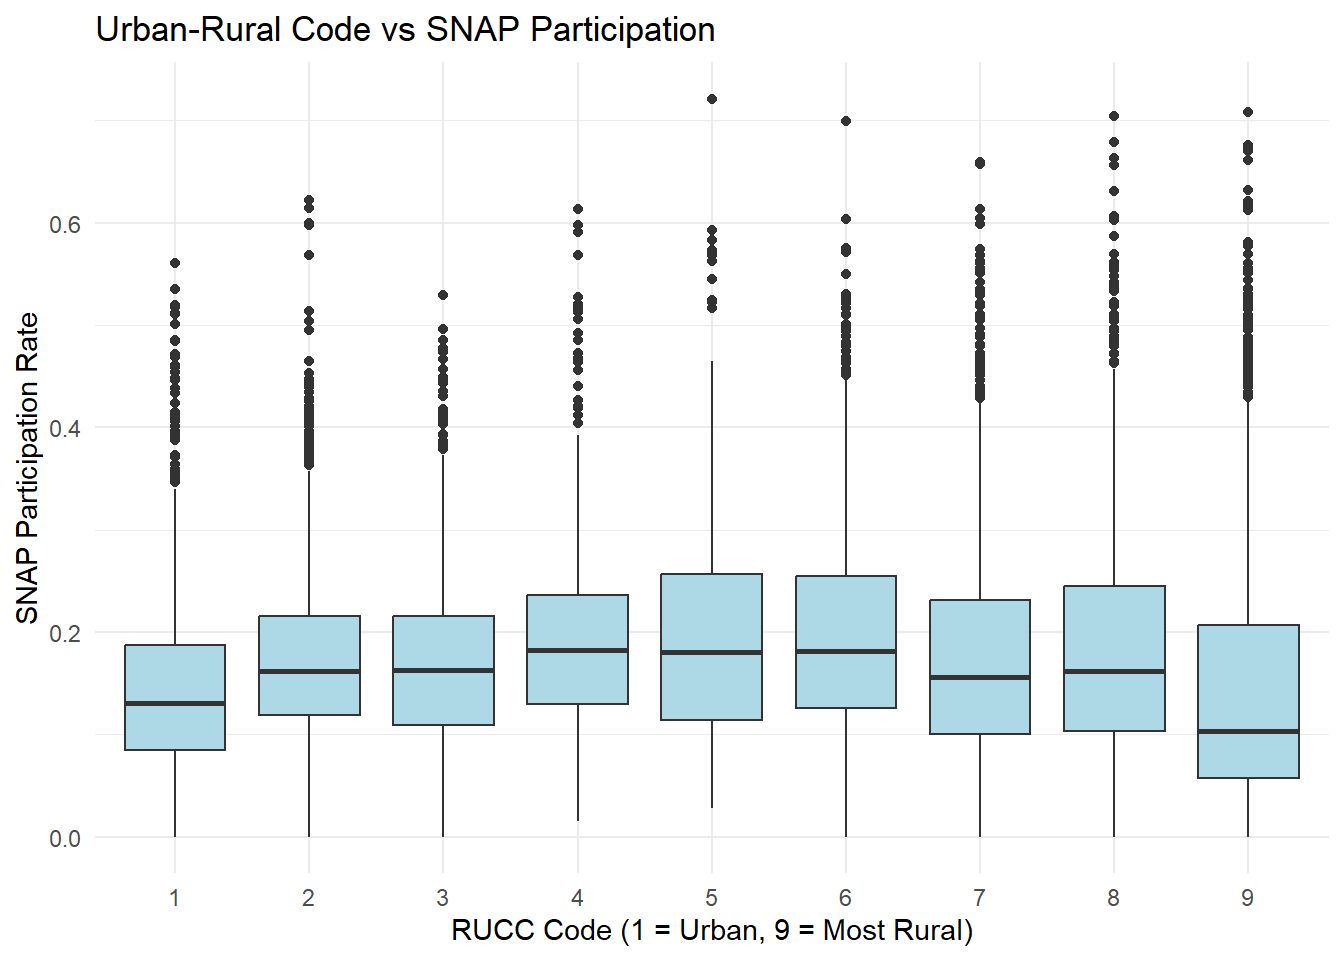 Urban-Rural Code vs SNAP Participation
SNAP Participation Rate
0.6
0.4
0.2
0.0
1 2 3 4 5 6 7 8 9
RUCC Code (1 = Urban, 9 = Most Rural)